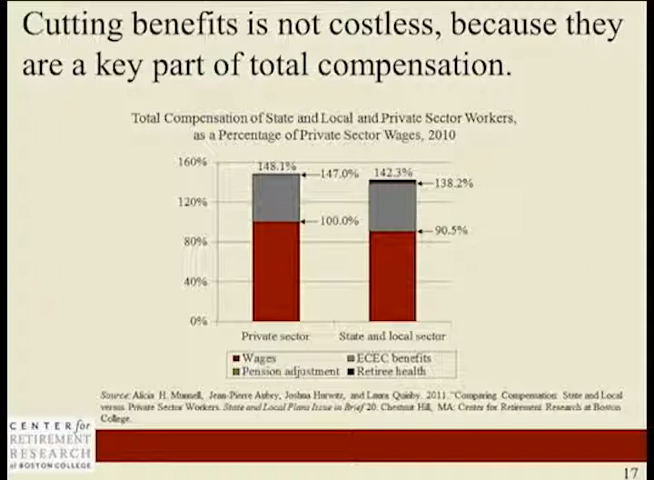 Cutting benefits is not costless, because they
are a key part of total compensation.
Total Compensation of State and Local and Private Sector Workers,
as a Percentage of Private Sector Wages, 2010
160%
120%
80%
40%
0%
148.1%
147.0%
100.0%
142.3%
138.2%
90.5%
Private sector
State and local sector
Wages
ECEC benefits
Pension adjustment
Retiree health
Source: Alicia H. Munnell, Jean-Pierre Aubry, Joshua Hurwitz, and Laura Quinby. 2011. "Comparing Compensation: State and Local
versus Private Sector Workers. State and Local Plans Issue in Brief 20. Chestnut Hill, MA: Center for Retirement Research at Boston
College.
CENTER for
RETIREMENT
RESEARCH
at BOSTON COLLEGE
17